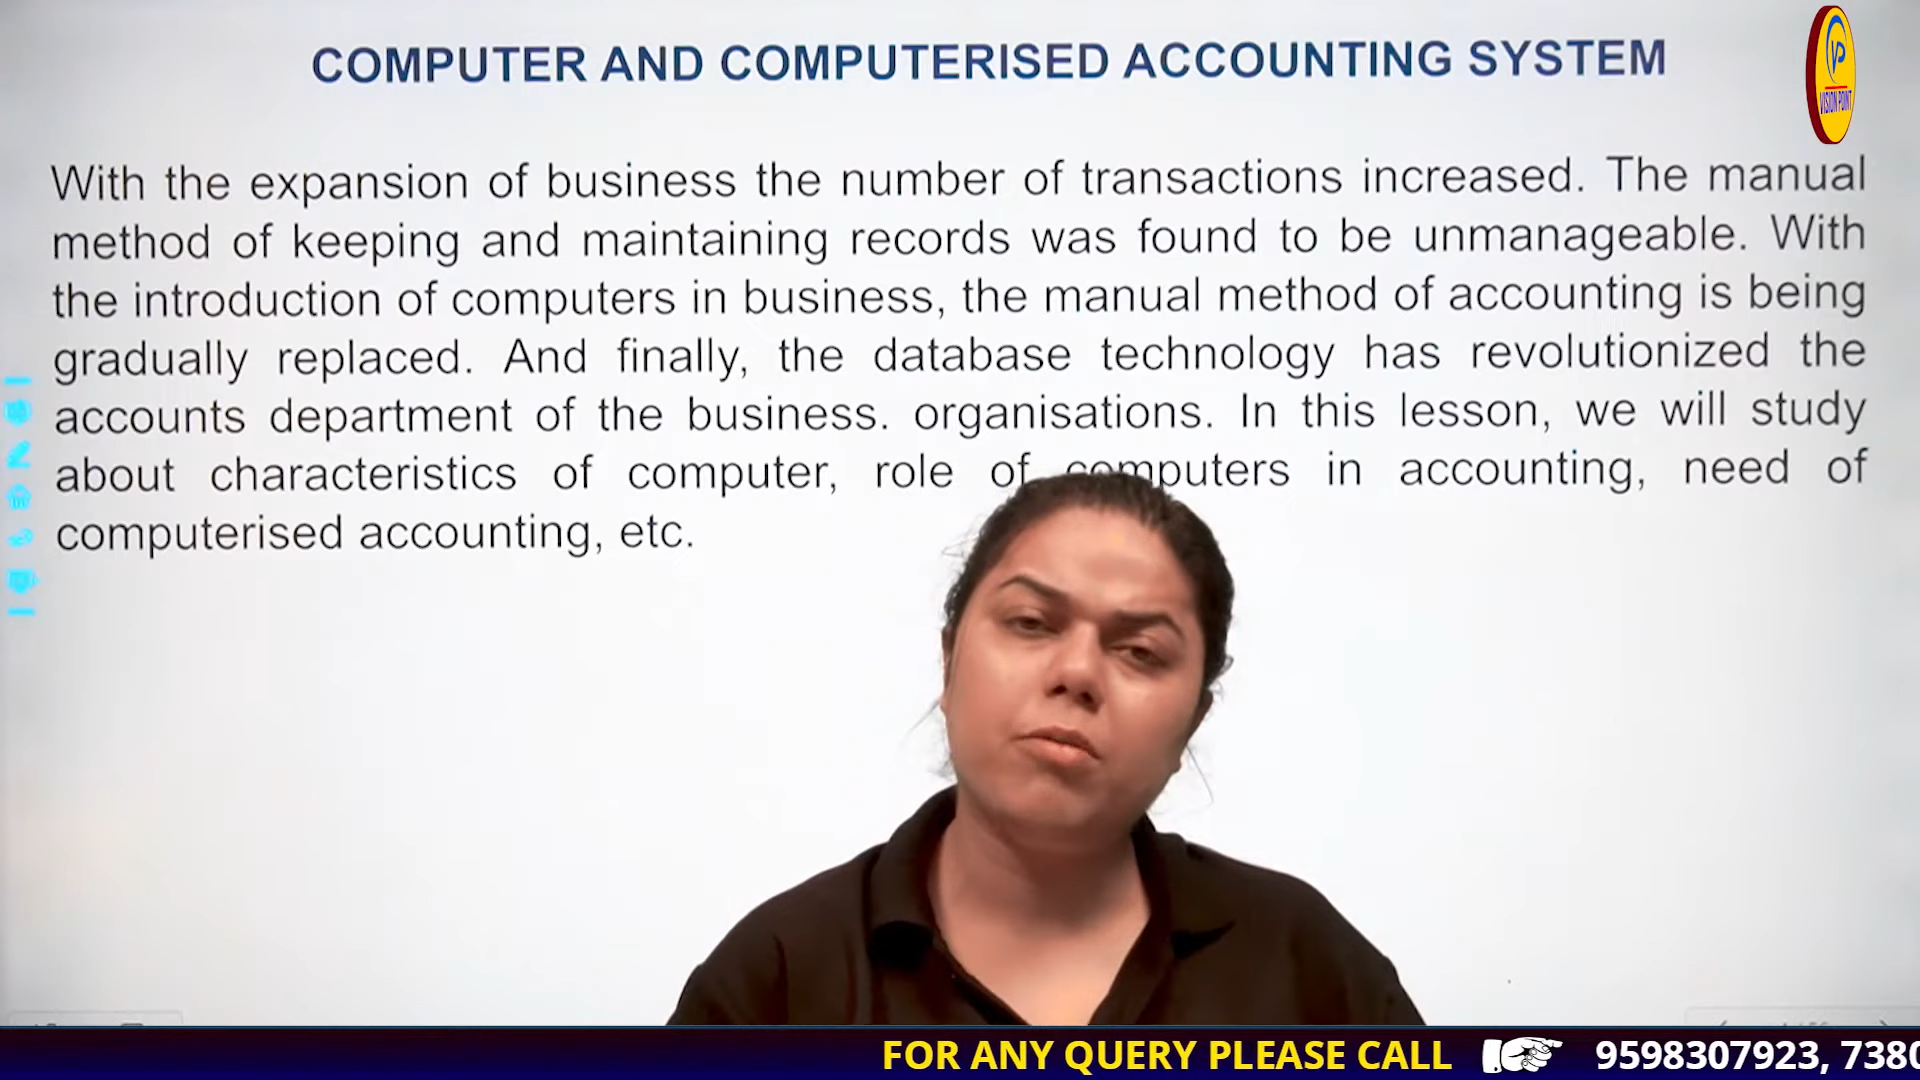 COMPUTER AND COMPUTERISED ACCOUNTING SYSTEM
VP
VISION POINT
With the expansion of business the number of transactions increased. The manual
method of keeping and maintaining records was found to be unmanageable. With
the introduction of computers in business, the manual method of accounting is being
gradually replaced. And finally, the database technology has revolutionized the
accounts department of the business. organisations. In this lesson, we will study
about characteristics of computer, role of computers in accounting, need of
computerised accounting, etc.
FOR ANY QUERY PLEASE CALL 9598307923, 7380